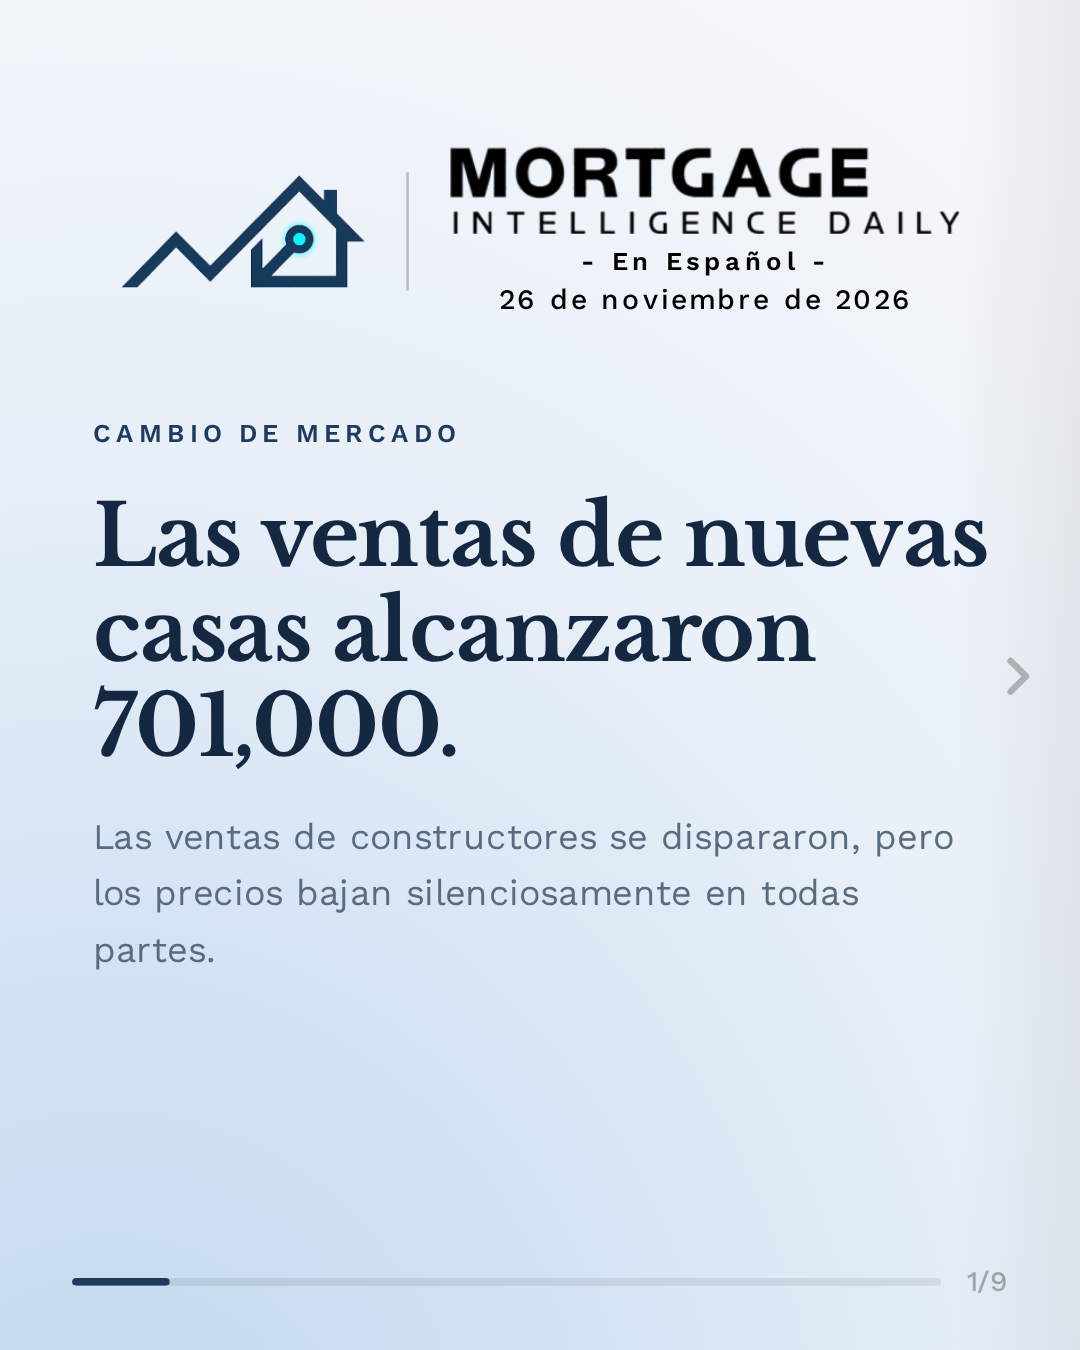 MORTGAGE
INTELLIGENCE DAILY
- En Español -
26 de noviembre de 2026
CAMBIO DE MERCADO
Las ventas de nuevas
casas alcanzaron
701,000.
Las ventas de constructores se dispararon, pero
los precios bajan silenciosamente en todas
partes.
1/9